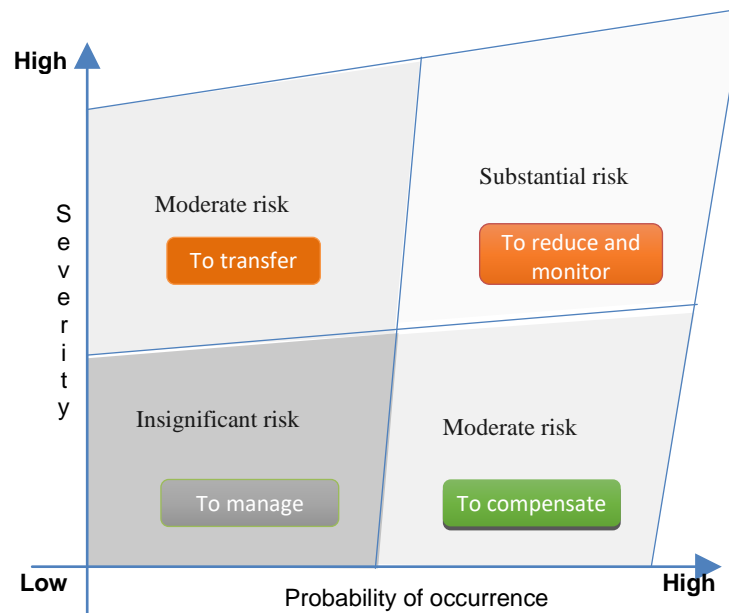 High
Severity
Moderate risk
To transfer
Substantial risk
To reduce and
monitor
Insignificant risk
To manage
Moderate risk
To compensate
Low
Probability of occurrence
High